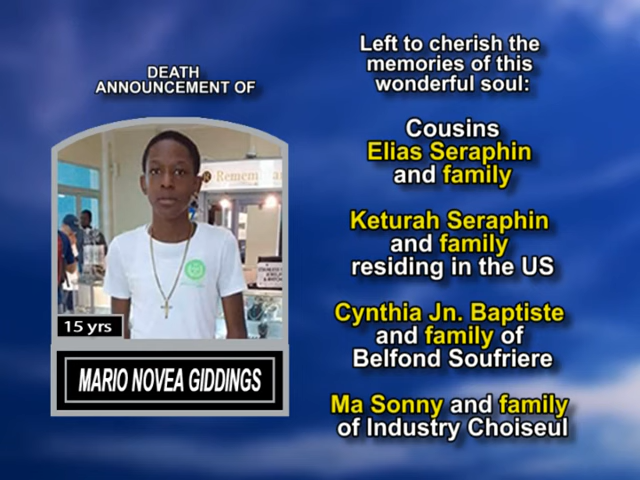 DEATH
ANNOUNCEMENT OF
Remem
15 yrs
MARIO NOVEA GIDDINGS
Left to cherish the
memories of this
wonderful soul:
Cousins
Elias Seraphin
and family
Keturah Seraphin
and family
residing in the US
Cynthia Jn. Baptiste
and family of
Belfond Soufriere
Ma Sonny and family
of Industry Choiseul